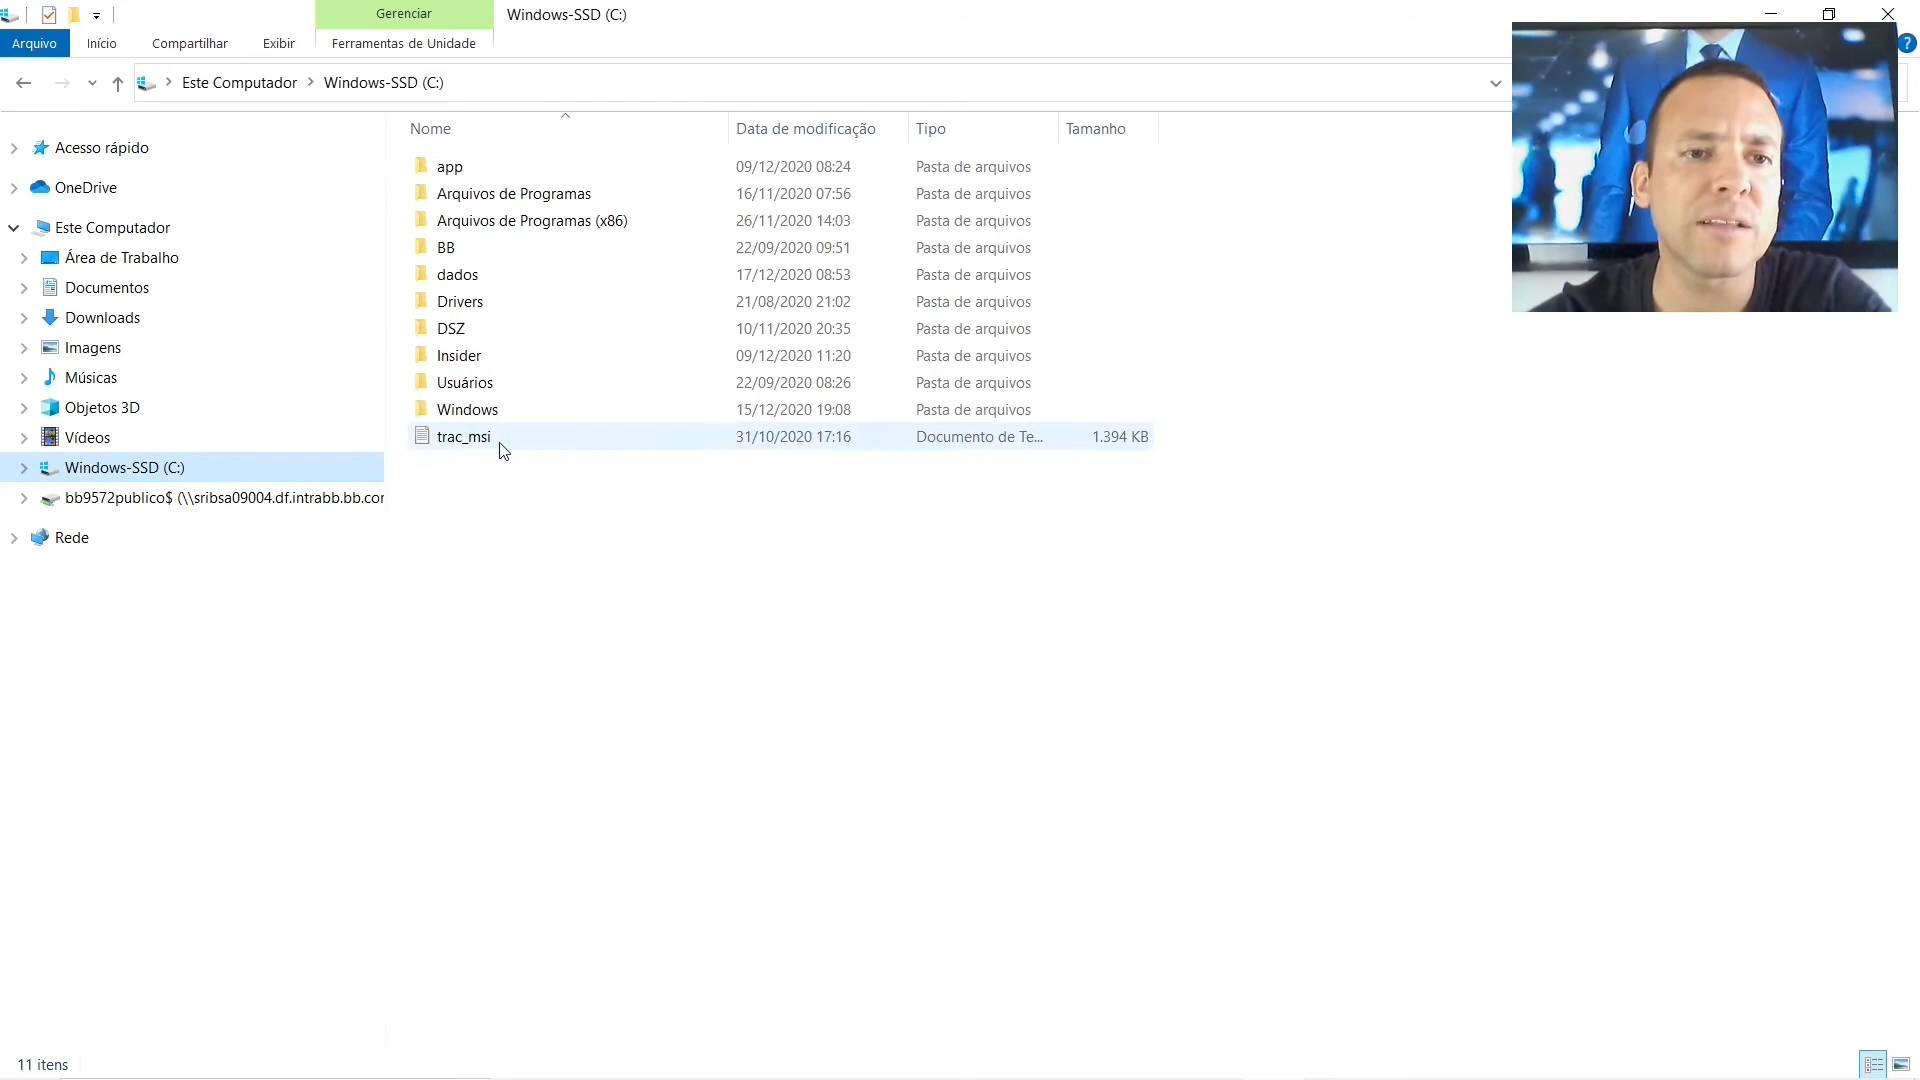 Gerenciar
Windows-SSD (C:)
Arquivo
Início
Compartilhar
Exibir
Ferramentas de Unidade
Este Computador
Windows-SSD (C:)
Acesso rápido
OneDrive
Este Computador
Área de Trabalho
Documentos
Downloads
Imagens
Músicas
Objetos 3D
Vídeos
Windows-SSD (C:)
bb9572publico$ (\\sribsa09004.df.intrabb.bb.cor
Rede
Nome Data de modificação Tipo Tamanho
app 09/12/2020 08:24 Pasta de arquivos
Arquivos de Programas 16/11/2020 07:56 Pasta de arquivos
Arquivos de Programas (x86) 26/11/2020 14:03 Pasta de arquivos
BB 22/09/2020 09:51 Pasta de arquivos
dados 17/12/2020 08:53 Pasta de arquivos
Drivers 21/08/2020 21:02 Pasta de arquivos
DSZ 10/11/2020 20:35 Pasta de arquivos
Insider 09/12/2020 11:20 Pasta de arquivos
Usuários 22/09/2020 08:26 Pasta de arquivos
Windows 15/12/2020 19:08 Pasta de arquivos
trac_msi 31/10/2020 17:16 Documento de Te... 1.394 KB
11 itens